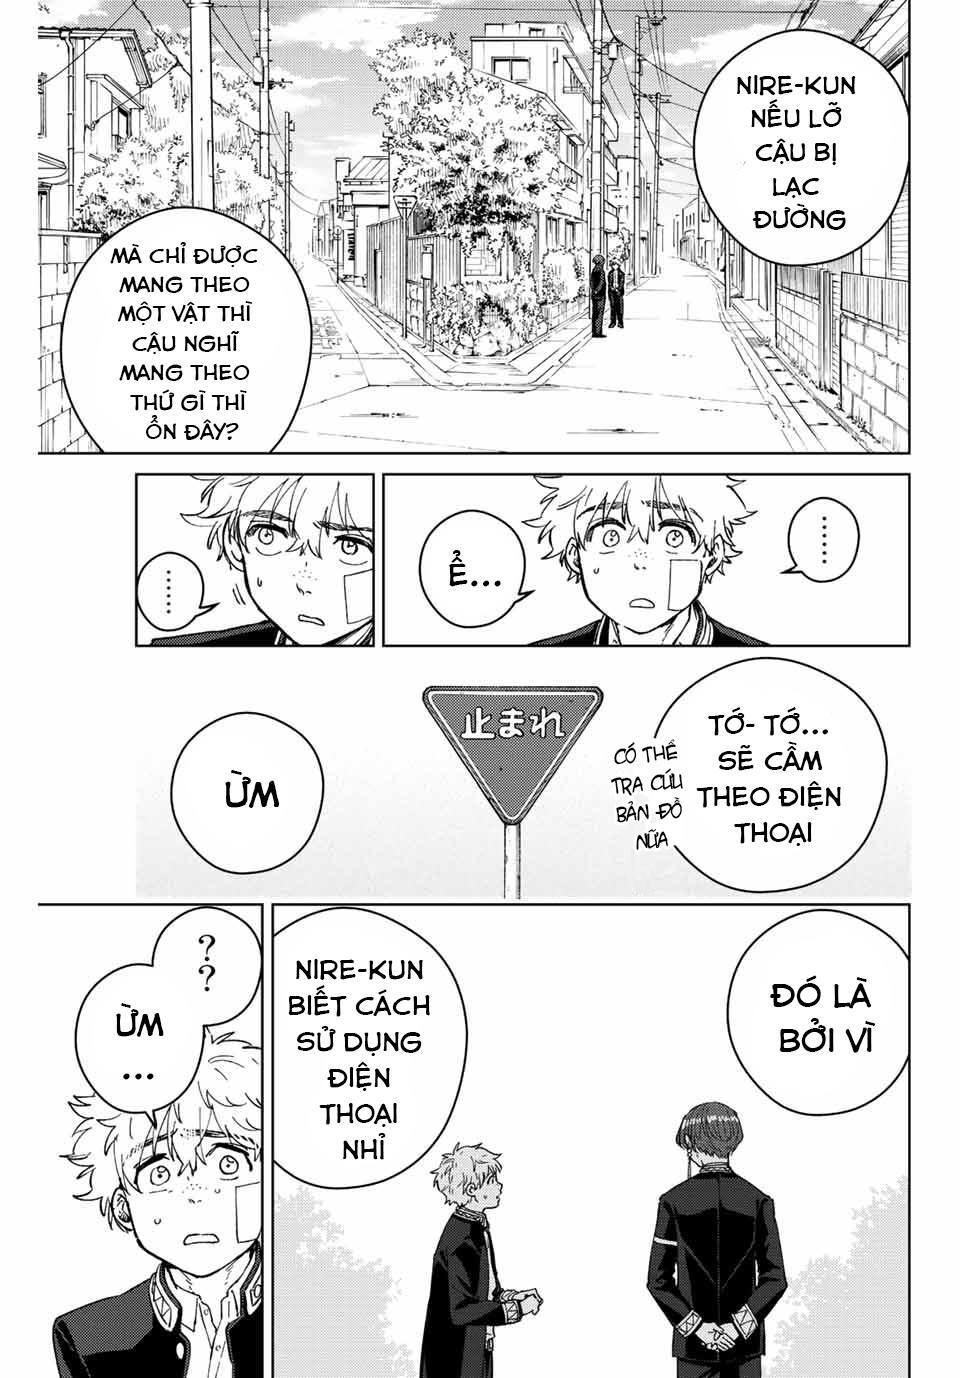 NIRE-KUN
NẾU LỠ
CẬU BỊ
LẠC
ĐƯỜNG
MÀ CHỈ ĐƯỢC
MANG THEO
MỘT VẬT THÌ
CẬU NGHĨ
MANG THEO
THỨ GÌ THÌ
ỔN ĐÂY?
......
Ể...
......
TỚ- TỚ...
SẼ CẦM
THEO ĐIỆN
THOẠI
CÓ THỂ
TRA CỨU
BẢN ĐỒ
NỮA
止まれ
ỪM
ĐÓ LÀ
BỞI VÌ
NIRE-KUN
BIẾT CÁCH
SỬ DỤNG
ĐIỆN
THOẠI
NHỈ
?
?
ỪM
...